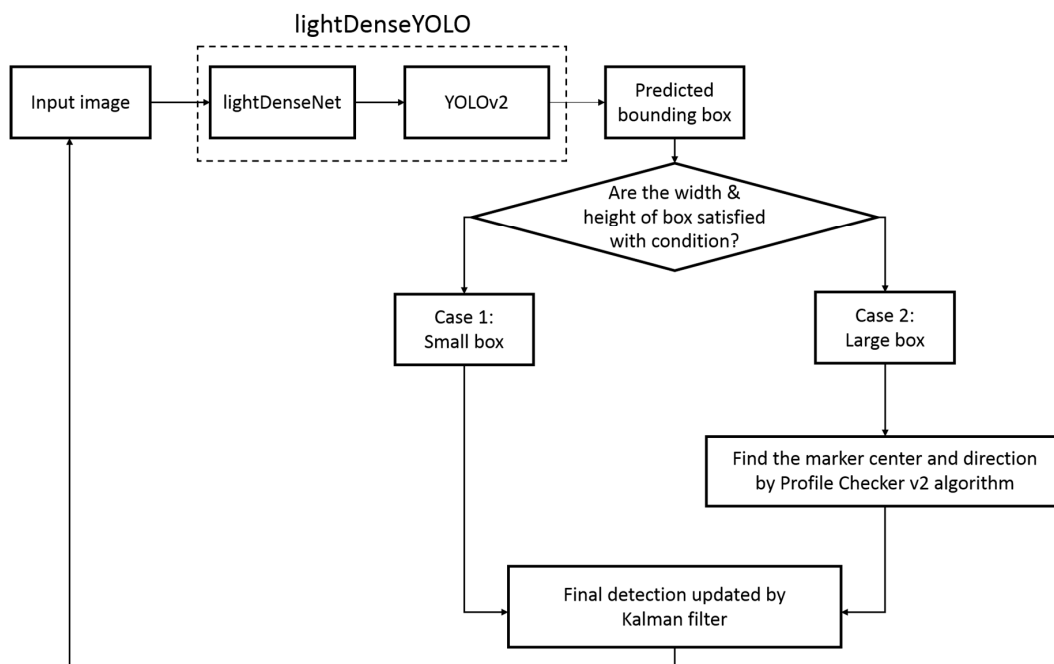 lightDenseYOLO
Input image
lightDenseNet
YOLOv2
Predicted
bounding box
Are the width &
height of box satisfied
with condition?
Case 1:
Small box
Case 2:
Large box
Find the marker center and direction
by Profile Checker v2 algorithm
Final detection updated by
Kalman filter